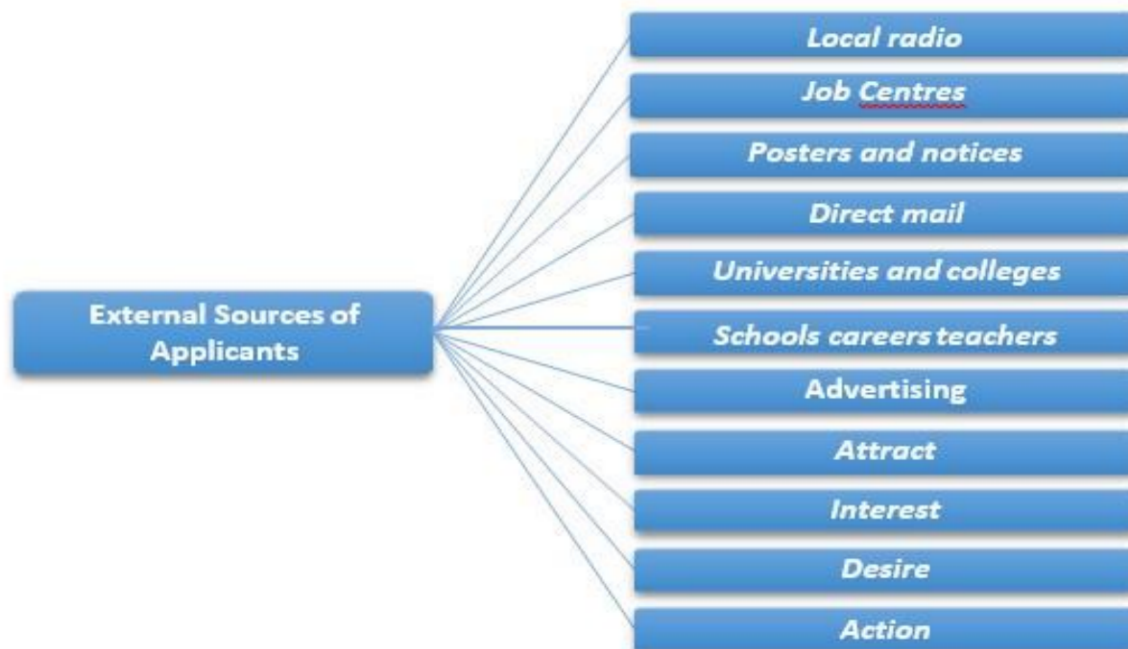 External Sources of
Applicants
Local radio
Job Centres
Posters and notices
Direct mail
Universities and colleges
Schools careers teachers
Advertising
Attract
Interest
Desire
Action